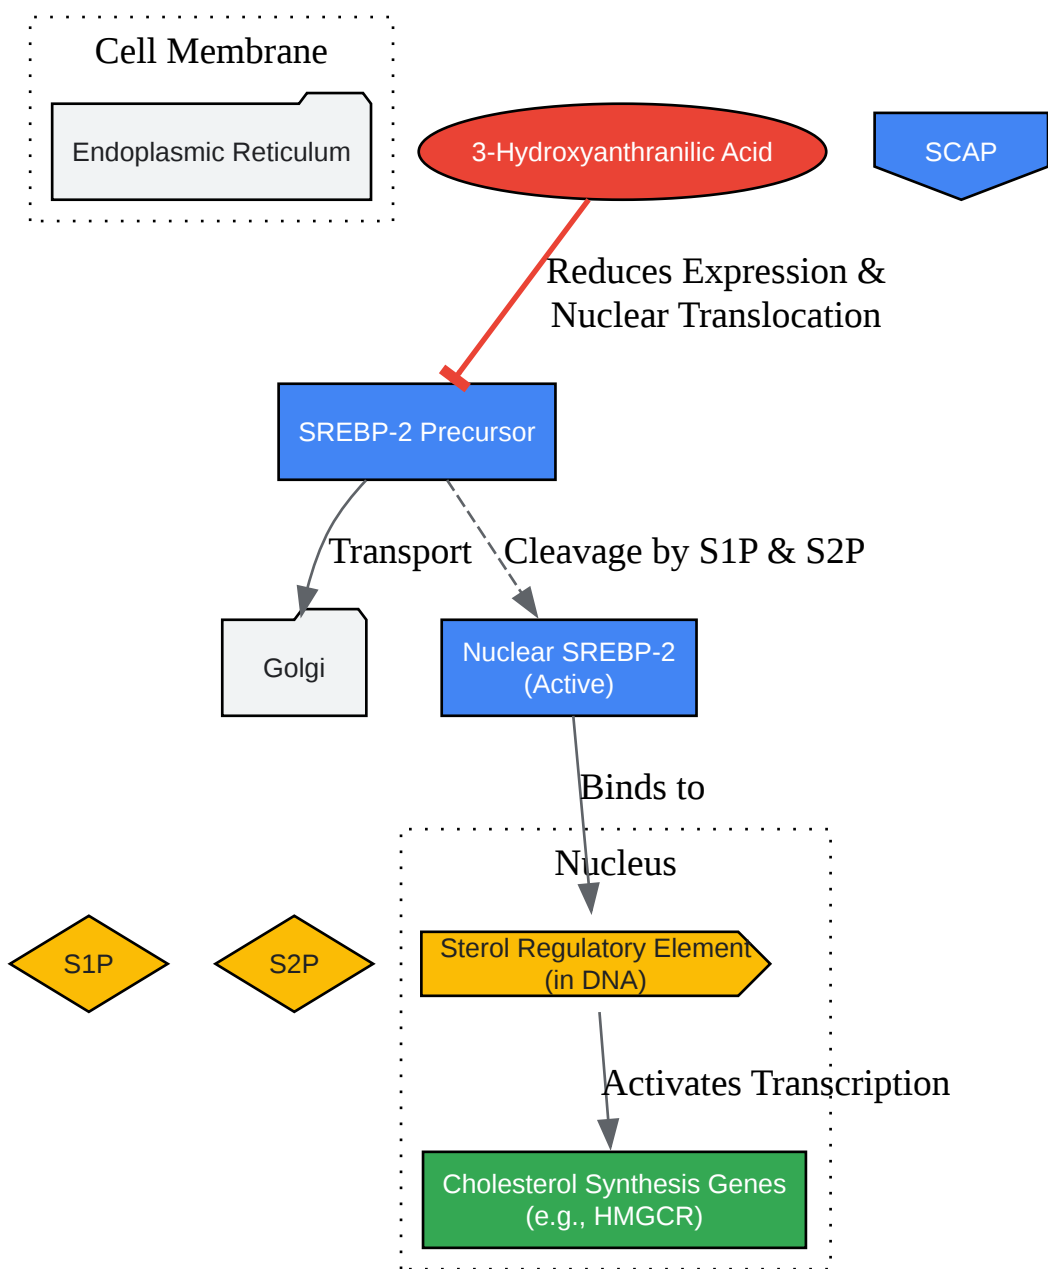 Cell Membrane
Endoplasmic Reticulum
3-Hydroxyanthranilic Acid
SCAP
Reduces Expression &
Nuclear Translocation
SREBP-2 Precursor
Transport
Cleavage by S1P & S2P
Golgi
Nuclear SREBP-2
(Active)
Binds to
Nucleus
S1P
S2P
Sterol Regulatory Element
(in DNA)
Activates Transcription
Cholesterol Synthesis Genes
(e.g., HMGCR)